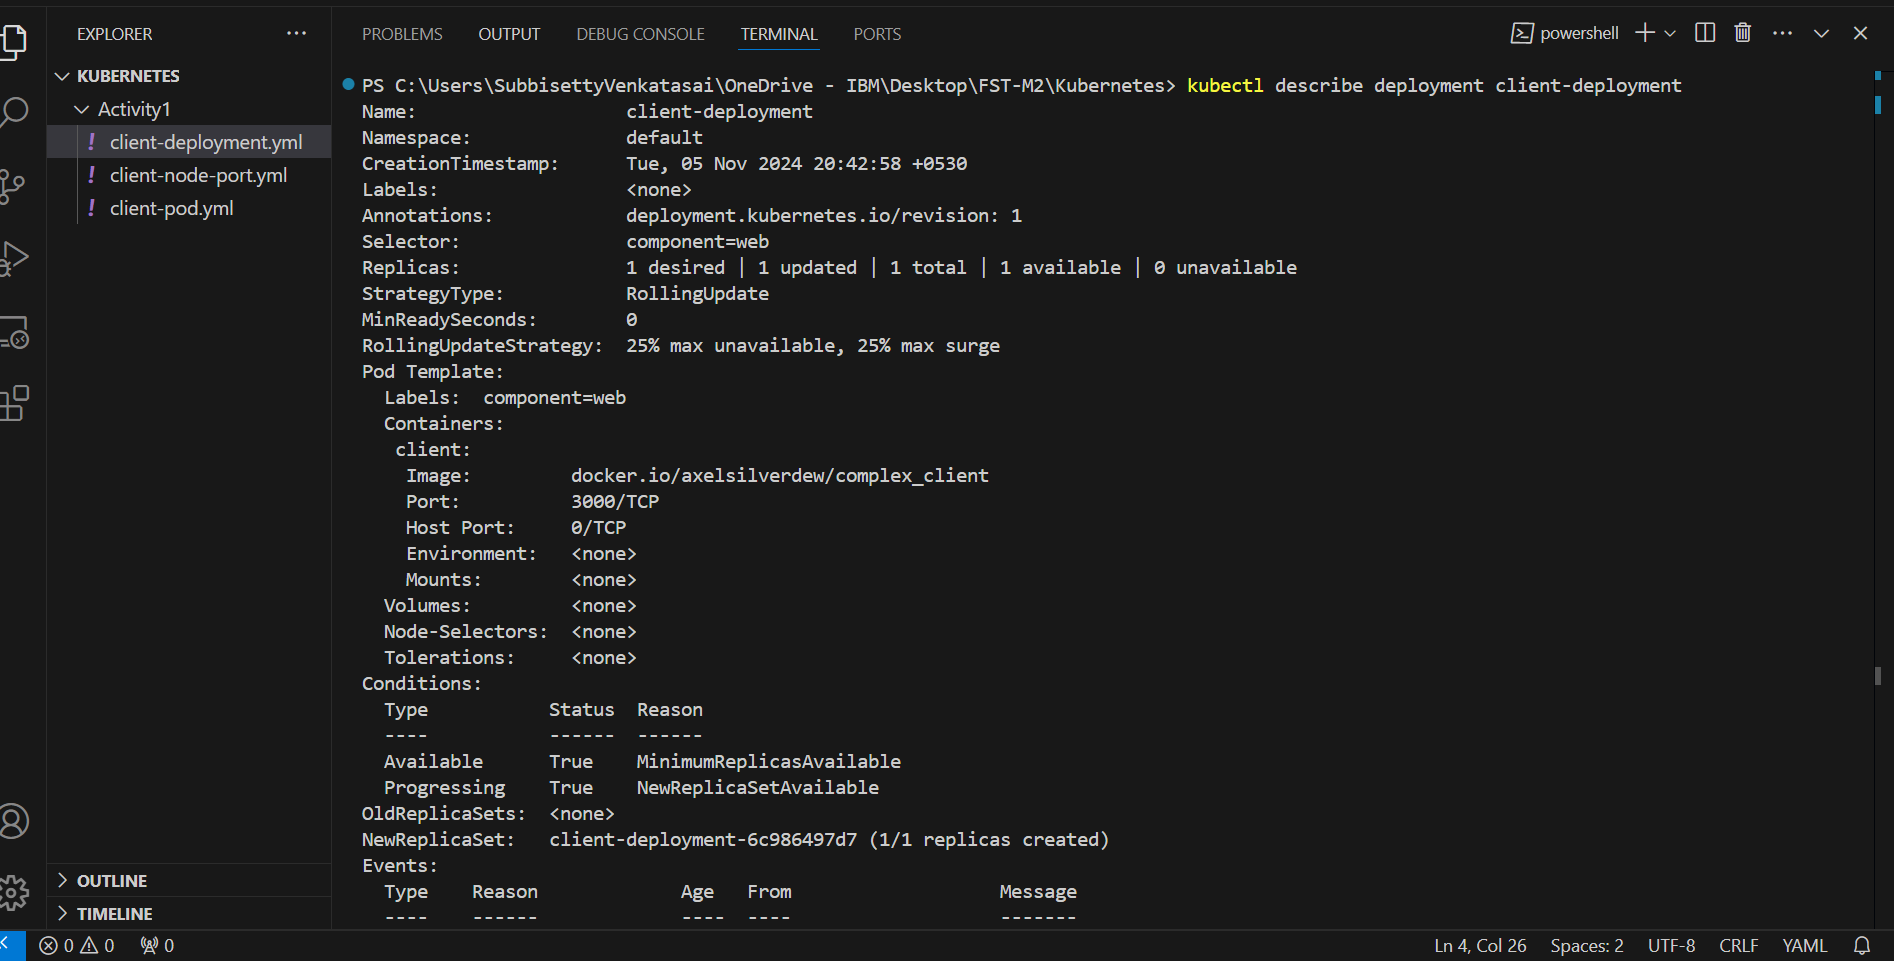 EXPLORER ...
KUBERNETES
Activity1
! client-deployment.yml
! client-node-port.yml
! client-pod.yml
OUTLINE
TIMELINE
PROBLEMS OUTPUT DEBUG CONSOLE TERMINAL PORTS powershell
PS C:\Users\SubbisettyVenkatasai\OneDrive - IBM\Desktop\FST-M2\Kubernetes> kubectl describe deployment client-deployment
Name: client-deployment
Namespace: default
CreationTimestamp: Tue, 05 Nov 2024 20:42:58 +0530
Labels: <none>
Annotations: deployment.kubernetes.io/revision: 1
Selector: component=web
Replicas: 1 desired | 1 updated | 1 total | 1 available | 0 unavailable
StrategyType: RollingUpdate
MinReadySeconds: 0
RollingUpdateStrategy: 25% max unavailable, 25% max surge
Pod Template:
Labels: component=web
Containers:
client:
Image: docker.io/axelsilverdew/complex_client
Port: 3000/TCP
Host Port: 0/TCP
Environment: <none>
Mounts: <none>
Volumes: <none>
Node-Selectors: <none>
Tolerations: <none>
Conditions:
Type Status Reason
---- ------ ------
Available True MinimumReplicasAvailable
Progressing True NewReplicaSetAvailable
OldReplicaSets: <none>
NewReplicaSet: client-deployment-6c986497d7 (1/1 replicas created)
Events:
Type Reason Age From Message
---- ------ ---- ---- -------
0 0 0 Ln 4, Col 26 Spaces: 2 UTF-8 CRLF YAML